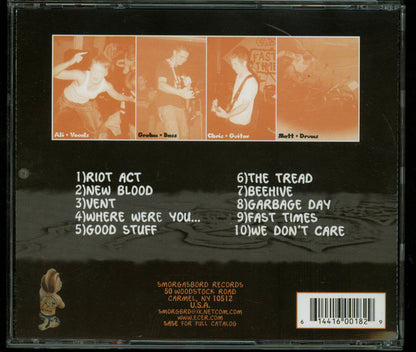 Ali • Vocals
Graham • Bass
Chris • Guitar
Matt • Drums
1)RIOT ACT
2)NEW BLOOD
3)VENT
4)WHERE WERE YOU...
5)GOOD STUFF
6)THE TREAD
7)BEEHIVE
8)GARBAGE DAY
9)FAST TIMES
10)WE DON'T CARE
SMORGASBORD RECORDS
50 WOODSTOCK ROAD
CARMEL, NY 10512
U.S.A.
SMORGBRD@IX.NETCOM.COM
WWW.ECER.COM
SASE FOR FULL CATALOG
6 14416 00182 9